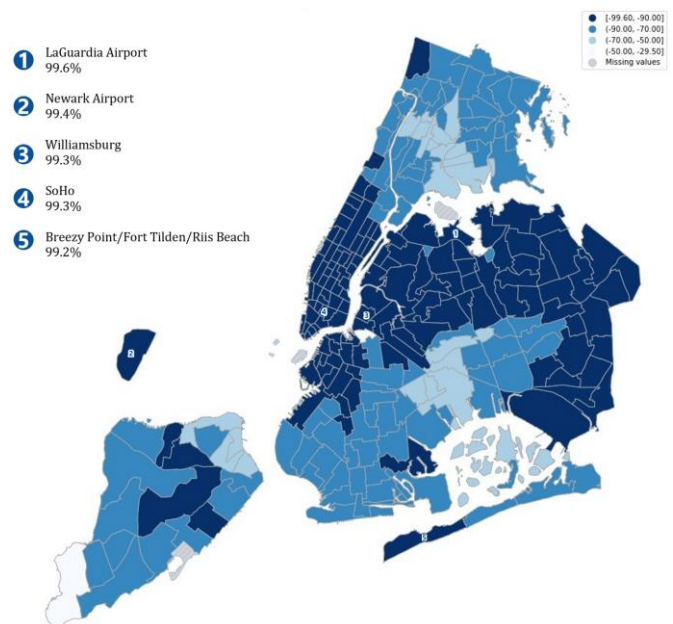 [-99.60, -90.00]
(-90.00, -70.00]
(-70.00, -50.00]
(-50.00, -29.50]
Missing values
1 LaGuardia Airport
99.6%
2 Newark Airport
99.4%
3 Williamsburg
99.3%
4 SoHo
99.3%
5 Breezy Point/Fort Tilden/Riis Beach
99.2%
1
4
3
2
5